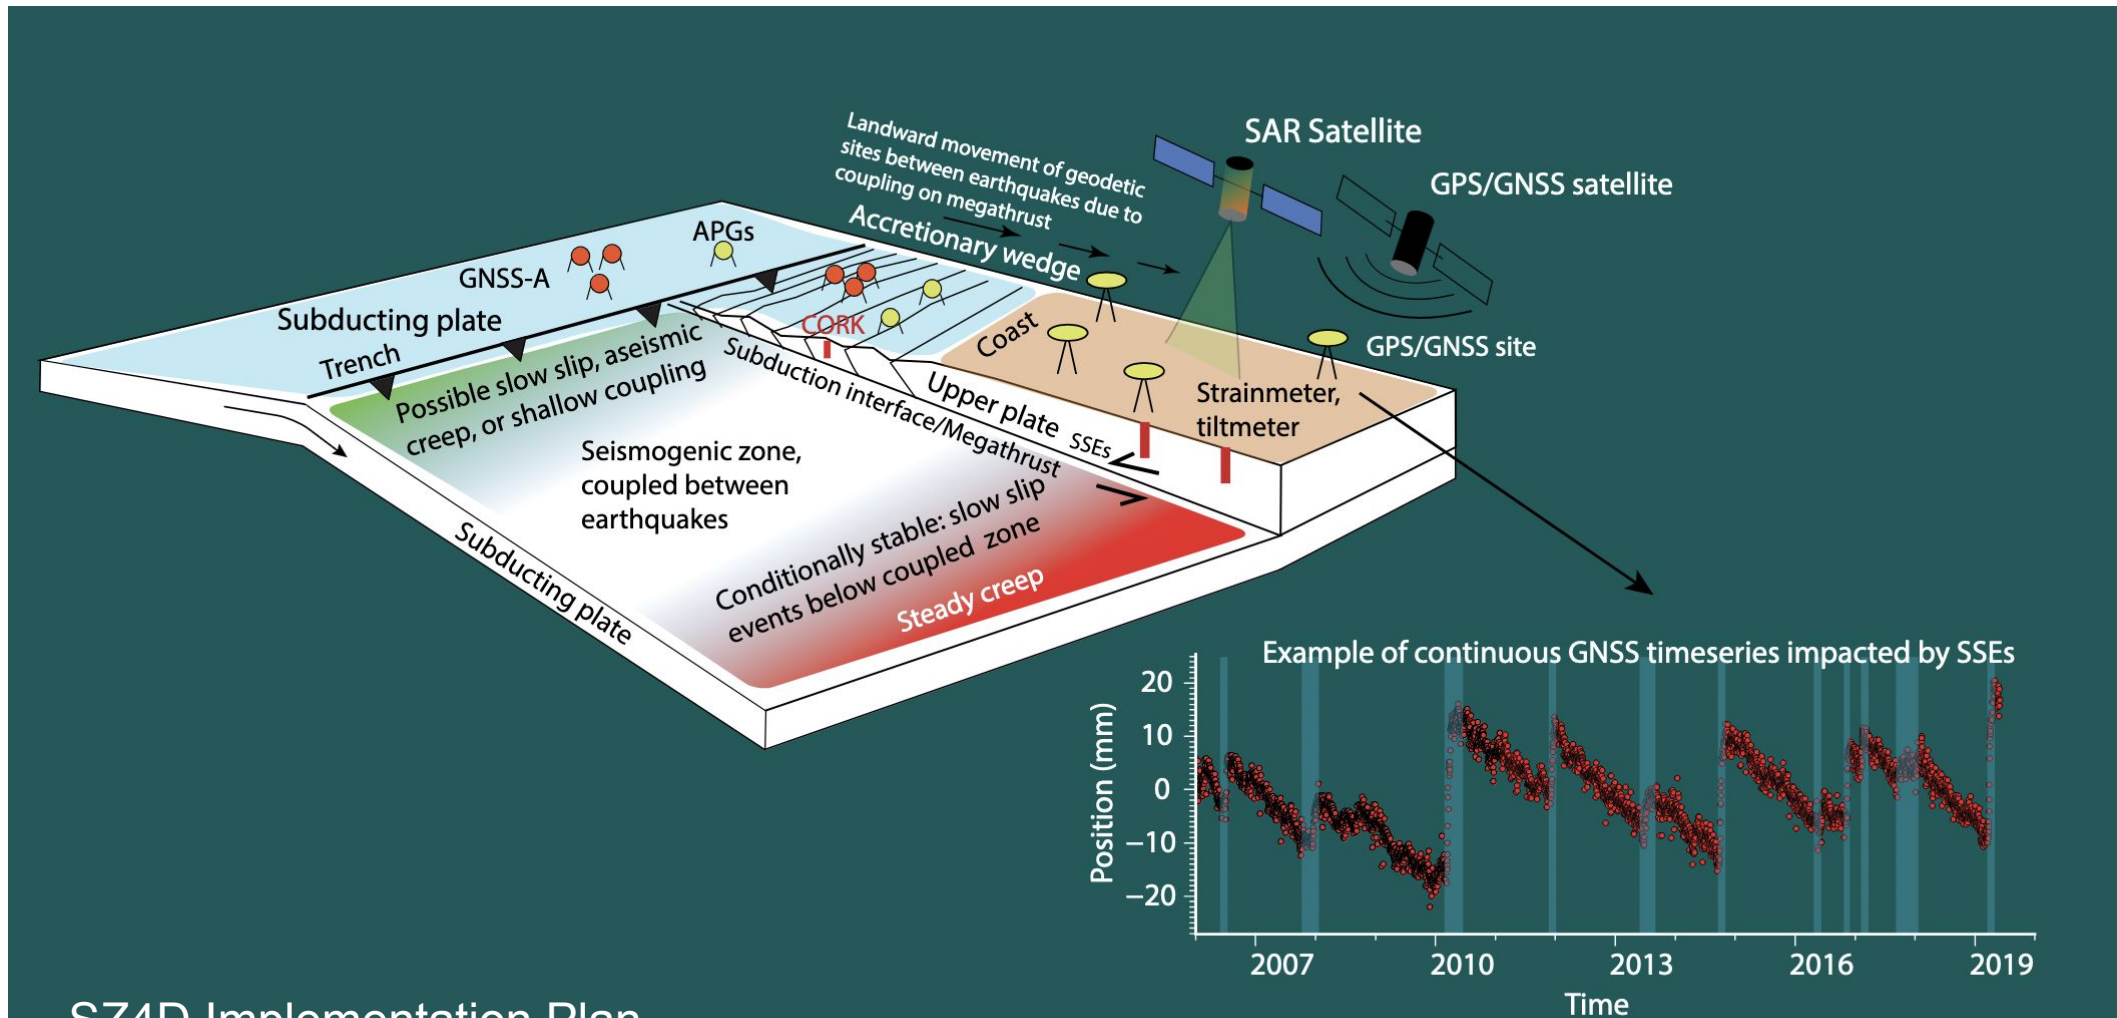 Landward movement of geodetic
sites between earthquakes due to
coupling on megathrust
SAR Satellite
GPS/GNSS satellite
Accretionary wedge
APGs
GNSS-A
Subducting plate
Trench
CORK
Coast
GPS/GNSS site
Possible slow slip, aseismic
creep, or shallow coupling
Subduction interface/Megathrust
Upper plate
SSEs
Strainmeter,
tiltmeter
Seismogenic zone,
coupled between
earthquakes
Conditionally stable: slow slip
events below coupled zone
Steady creep
Subducting plate
Example of continuous GNSS timeseries impacted by SSEs
Position (mm)
20
10
0
−10
−20
2007
2010
2013
2016
2019
Time
SZ4D Implementation Plan